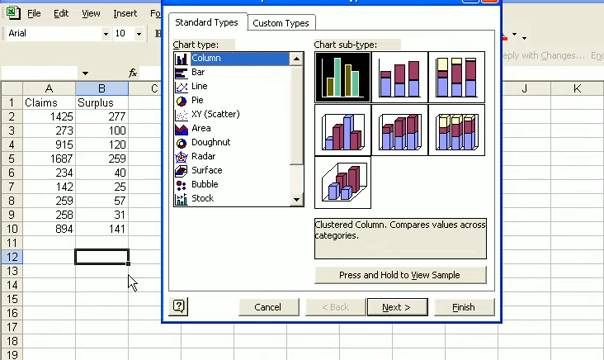 File Edit View Insert Form
Arial 10 B
eply with Changes...
fx
A B C J K
1 Claims Surplus
2 1425 277
3 273 100
4 915 120
5 1687 259
6 234 40
7 142 25
8 259 57
9 258 31
10 894 141
11
12
13
14
15
16
17
18
19
Standard Types Custom Types
Chart type:
Column
Bar
Line
Pie
XY (Scatter)
Area
Doughnut
Radar
Surface
Bubble
Stock
Chart sub-type:
Clustered Column. Compares values across
categories.
Press and Hold to View Sample
Cancel < Back Next > Finish